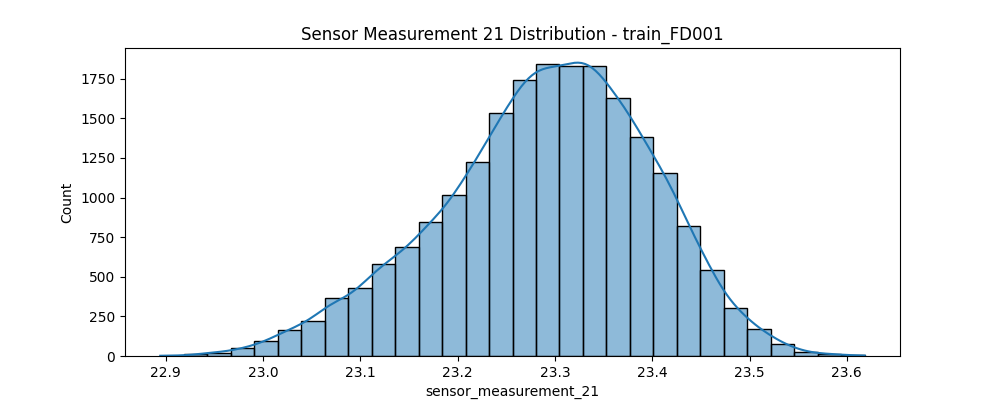 Sensor Measurement 21 Distribution - train_FD001
1750
1500
1250
1000
750
500
250
0
Count
22.9 23.0 23.1 23.2 23.3 23.4 23.5 23.6
sensor_measurement_21